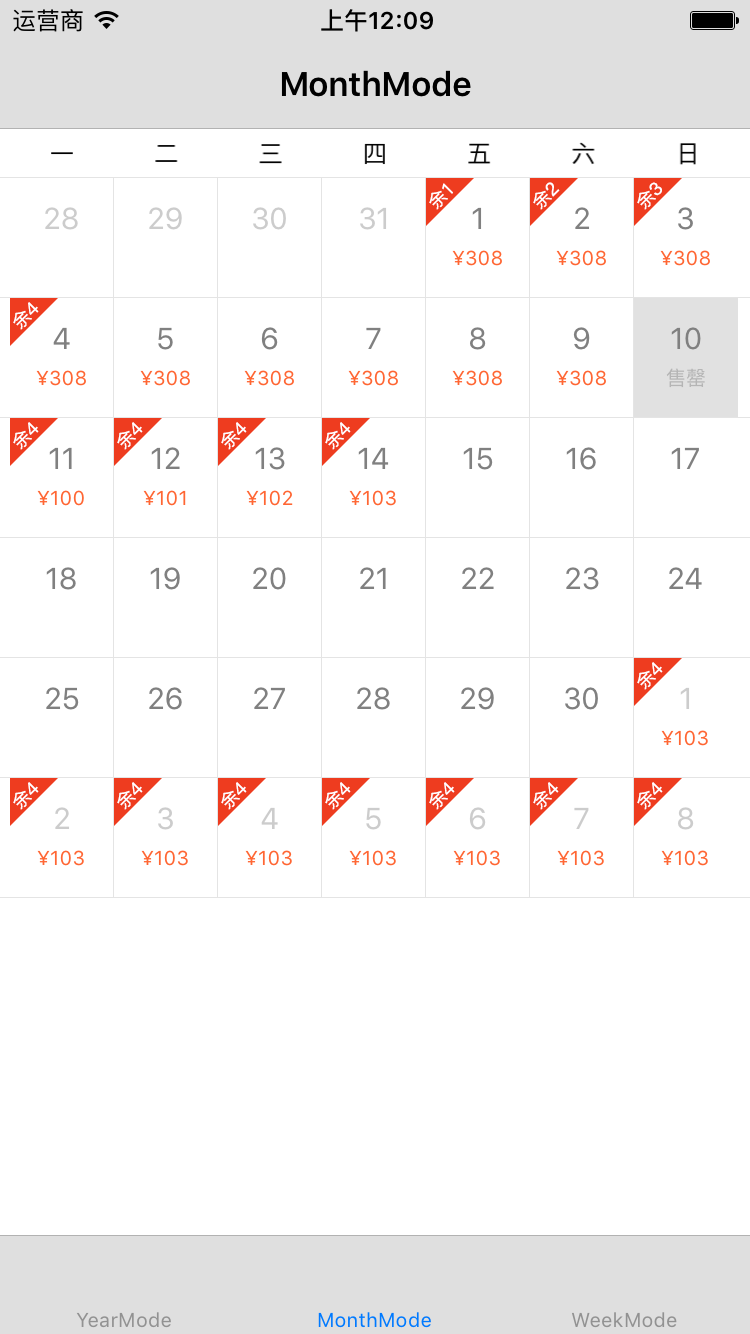 运营商 上午12:09
MonthMode
一 二 三 四 五 六 日
余1 余2 余3
28 29 30 31 1 2 3
¥308 ¥308 ¥308
余4
4 5 6 7 8 9 10
¥308 ¥308 ¥308 ¥308 ¥308 ¥308 售罄
余4 余4 余4 余4
11 12 13 14 15 16 17
¥100 ¥101 ¥102 ¥103
18 19 20 21 22 23 24
余4
25 26 27 28 29 30 1
¥103
余4 余4 余4 余4 余4 余4 余4
2 3 4 5 6 7 8
¥103 ¥103 ¥103 ¥103 ¥103 ¥103 ¥103
YearMode MonthMode WeekMode